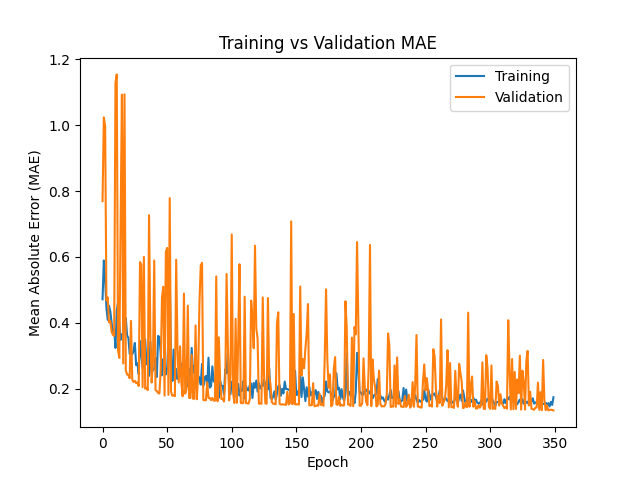 Training vs Validation MAE
Training
Validation
1.2
1.0
0.8
0.6
0.4
0.2
Mean Absolute Error (MAE)
0
50
100
150
200
250
300
350
Epoch